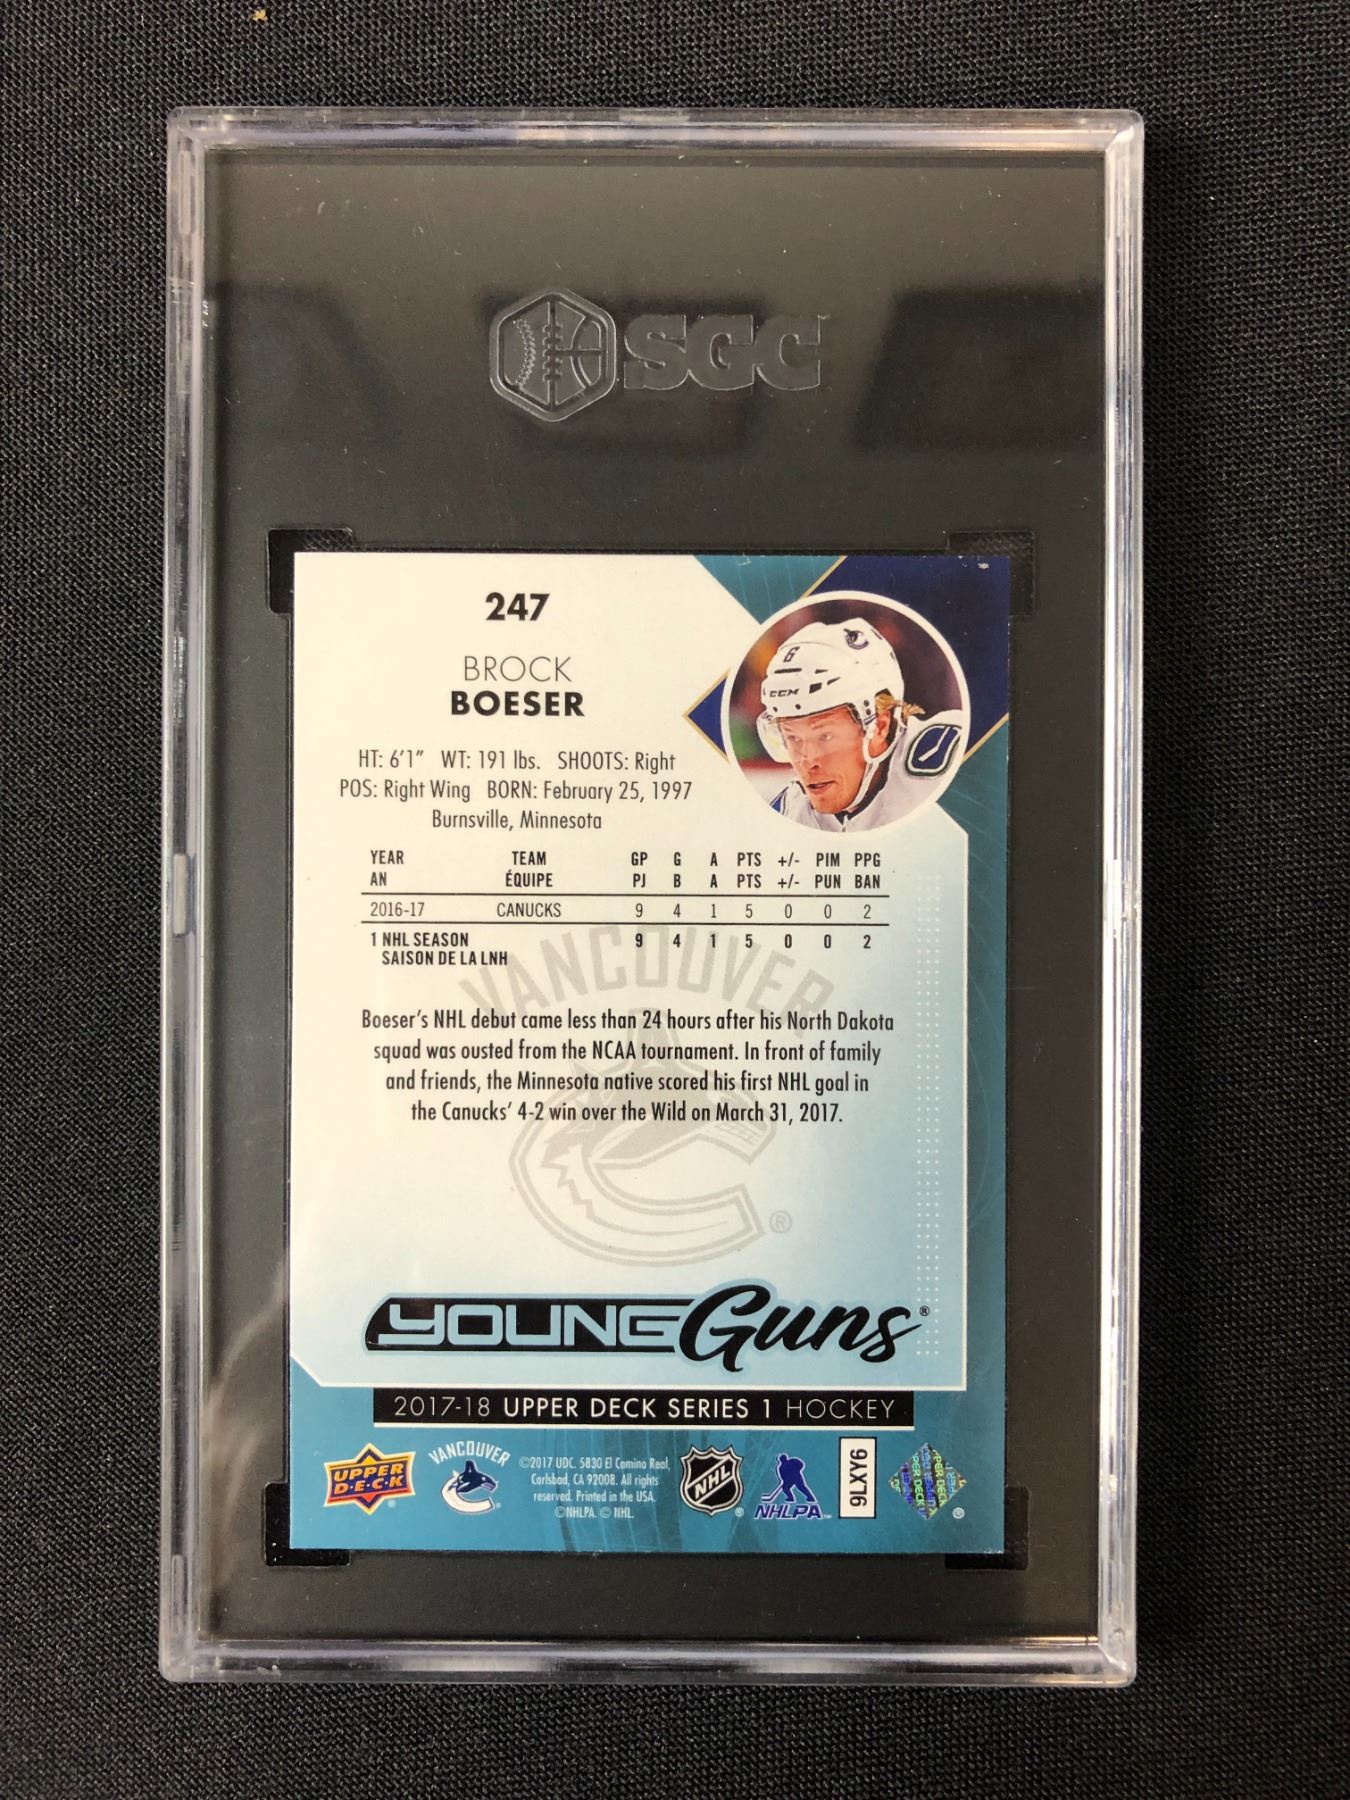 SGC
247
BROCK
BOESER
6
CCM
HT: 6'1" WT: 191 lbs. SHOOTS: Right
POS: Right Wing BORN: February 25, 1997
Burnsville, Minnesota
YEAR TEAM GP G A PTS +/- PIM PPG
AN ÉQUIPE PJ B A PTS +/- PUN BAN
2016-17 CANUCKS 9 4 1 5 0 0 2
1 NHL SEASON 9 4 1 5 0 0 2
SAISON DE LA LNH
VANCOUVER
Boeser's NHL debut came less than 24 hours after his North Dakota
squad was ousted from the NCAA tournament. In front of family
and friends, the Minnesota native scored his first NHL goal in
the Canucks' 4-2 win over the Wild on March 31, 2017.
®
YOUNG Guns®
2017-18 UPPER DECK SERIES 1 HOCKEY
UPPER
D·E·C·K
®
VANCOUVER
®
©2017 UDC. 5830 El Camino Real,
Carlsbad, CA 92008. All rights
reserved. Printed in the USA.
©NHLPA. © NHL.
NHL
®
NHLPA™
9LXY6
®